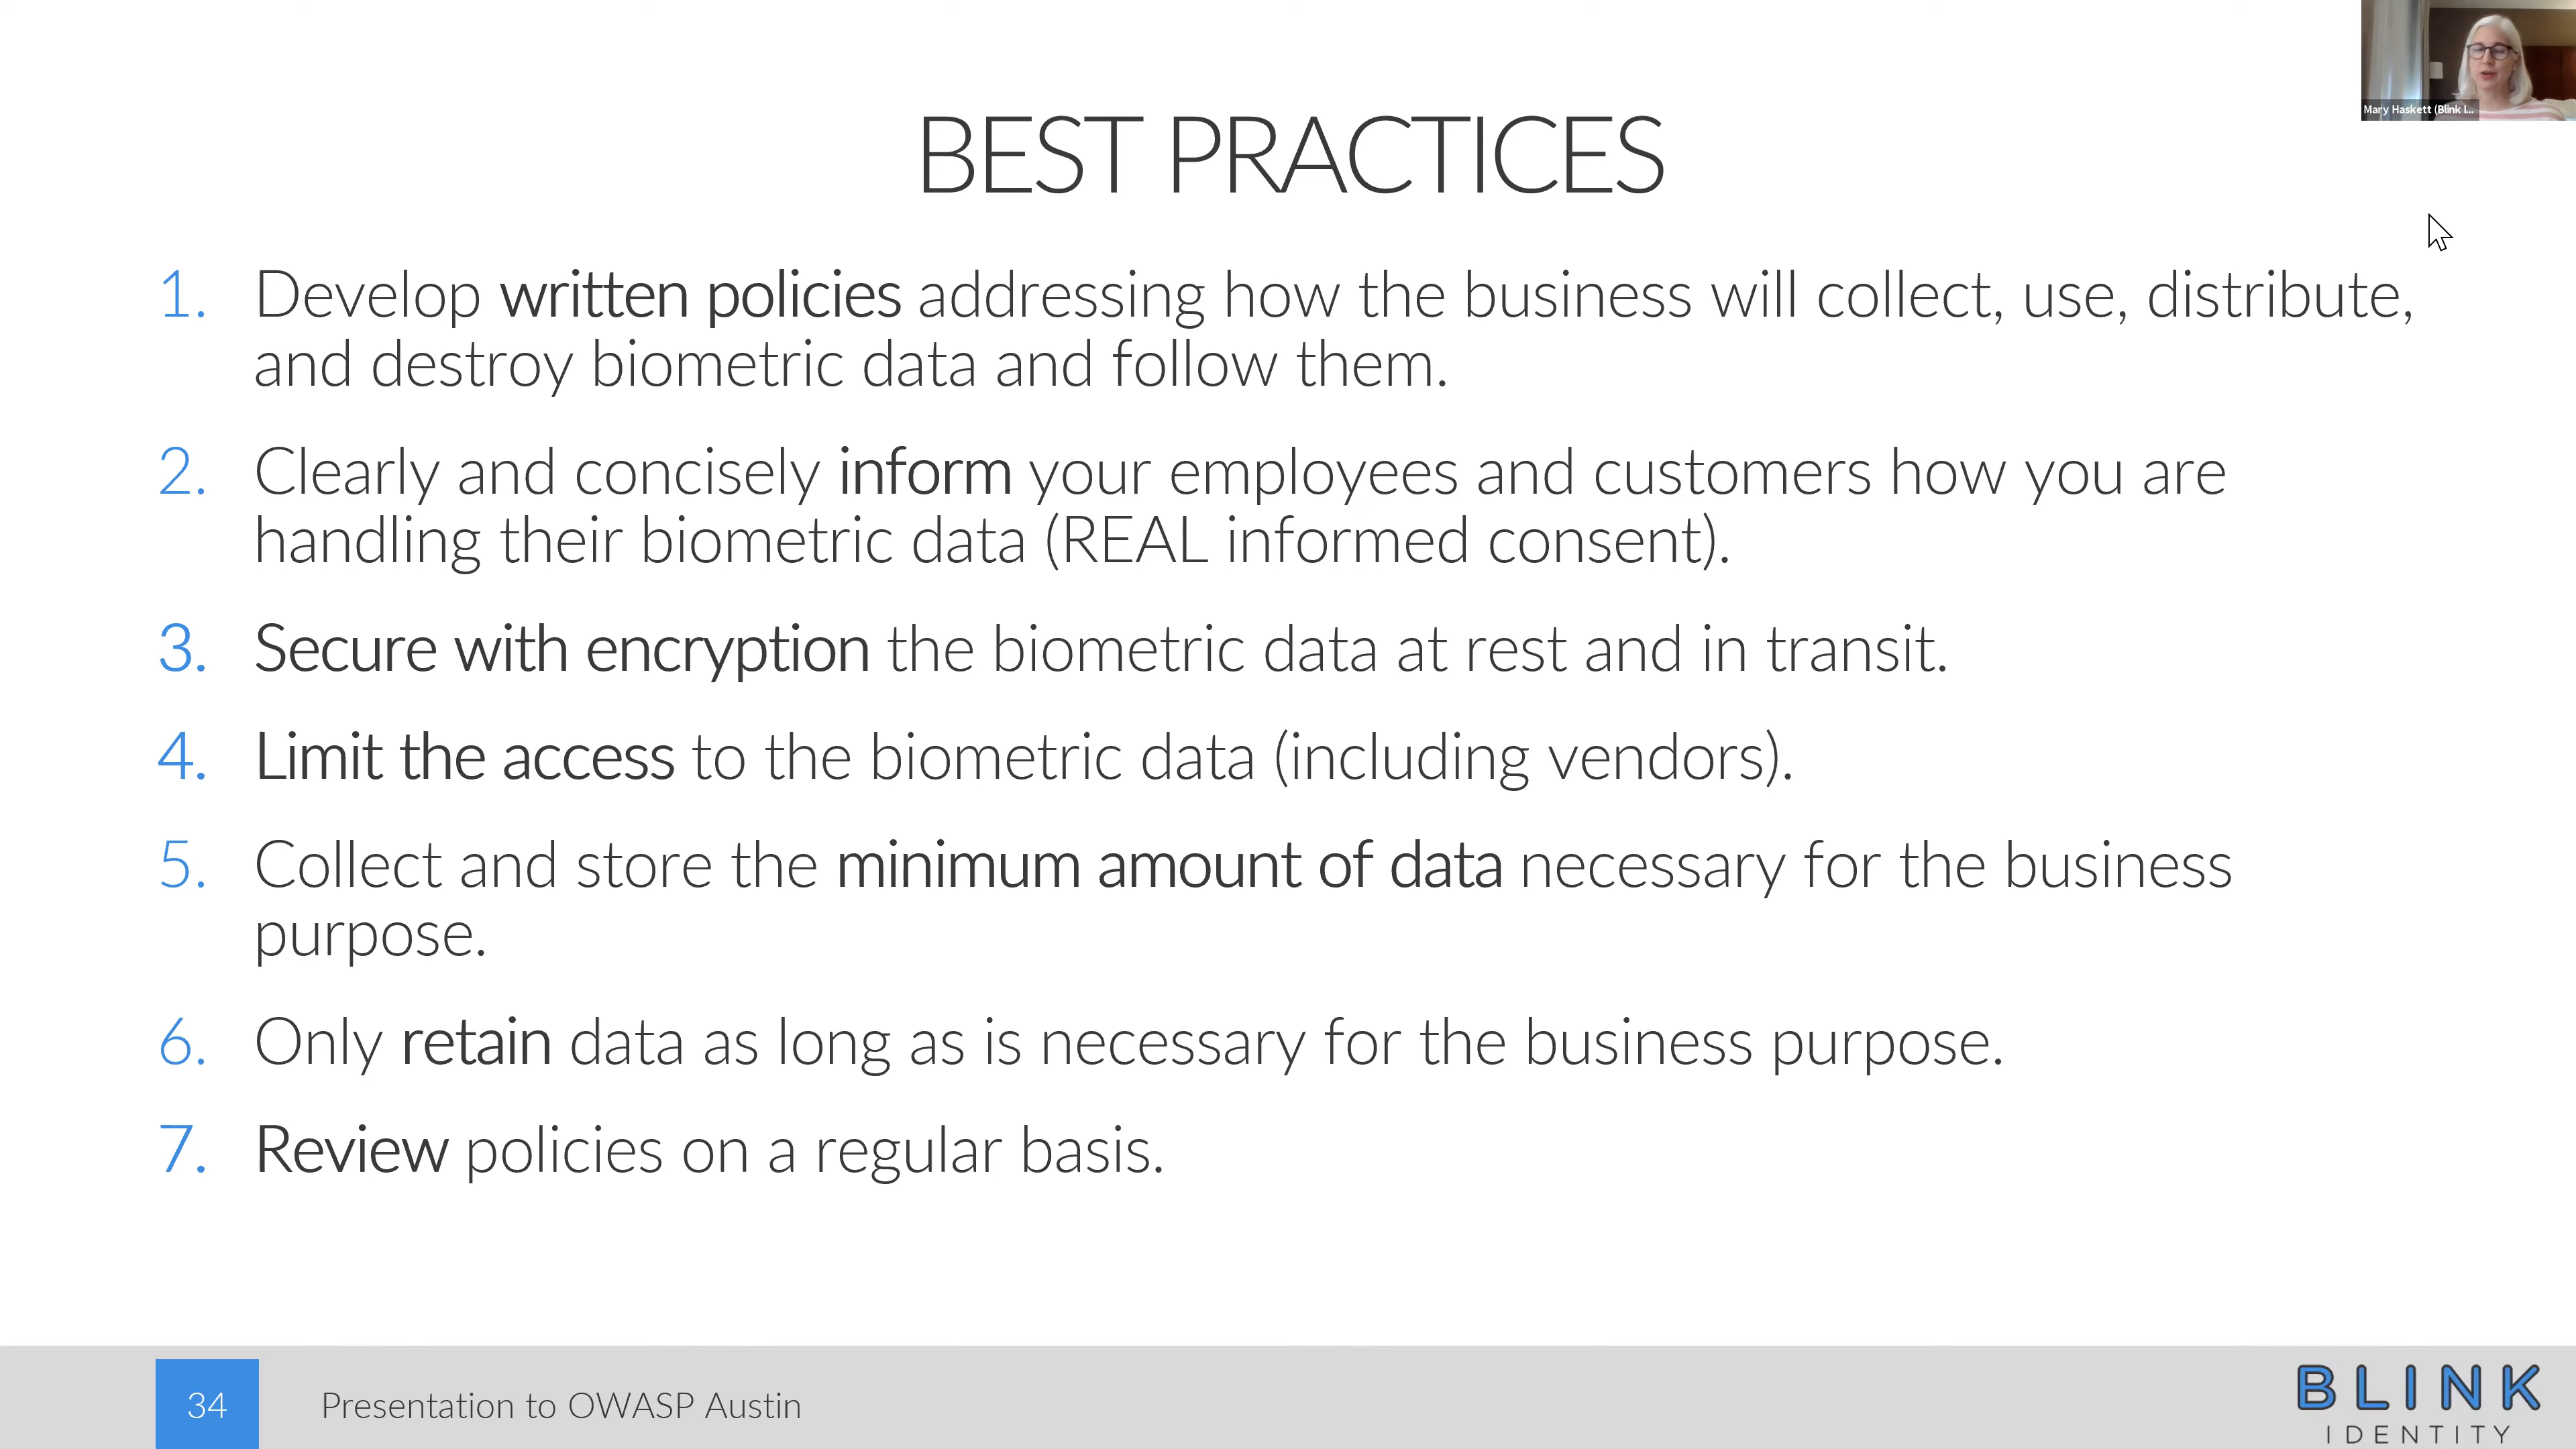 Mary Haskett (Blink I...
BEST PRACTICES
1. Develop written policies addressing how the business will collect, use, distribute,
and destroy biometric data and follow them.
2. Clearly and concisely inform your employees and customers how you are
handling their biometric data (REAL informed consent).
3. Secure with encryption the biometric data at rest and in transit.
4. Limit the access to the biometric data (including vendors).
5. Collect and store the minimum amount of data necessary for the business
purpose.
6. Only retain data as long as is necessary for the business purpose.
7. Review policies on a regular basis.
34
Presentation to OWASP Austin
BLINK
IDENTITY